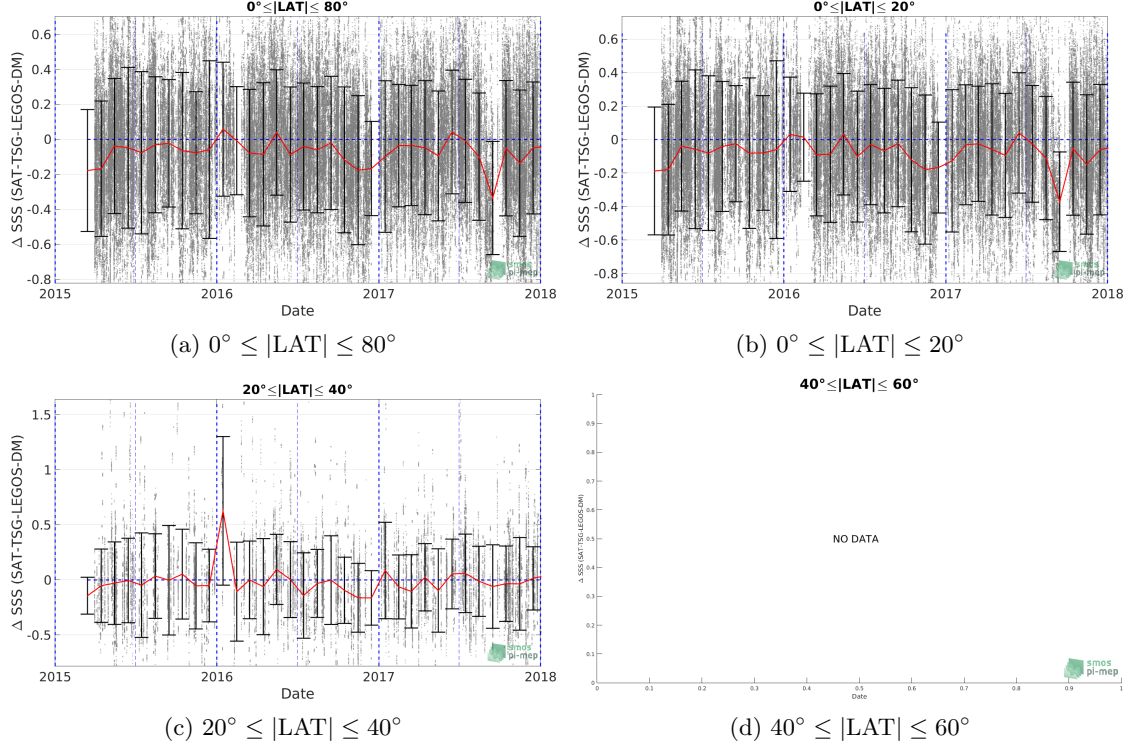 0°≤|LAT|≤ 80°
0.6
0.4
0.2
0
-0.2
-0.4
-0.6
-0.8
Δ SSS (SAT-TSG-LEGOS-DM)
2015
2016
2017
2018
Date
smos
pi-mep
(a) 0° ≤ |LAT| ≤ 80°
0°≤|LAT|≤ 20°
0.6
0.4
0.2
0
-0.2
-0.4
-0.6
-0.8
Δ SSS (SAT-TSG-LEGOS-DM)
2015
2016
2017
2018
Date
smos
pi-mep
(b) 0° ≤ |LAT| ≤ 20°
20°≤|LAT|≤ 40°
1.5
1
0.5
0
-0.5
Δ SSS (SAT-TSG-LEGOS-DM)
2015
2016
2017
2018
Date
smos
pi-mep
(c) 20° ≤ |LAT| ≤ 40°
40°≤|LAT|≤ 60°
1
0.9
0.8
0.7
0.6
0.5
0.4
0.3
0.2
0.1
0
Δ SSS (SAT-TSG-LEGOS-DM)
NO DATA
0
0.1
0.2
0.3
0.4
0.5
0.6
0.7
0.8
0.9
1
Date
smos
pi-mep
(d) 40° ≤ |LAT| ≤ 60°